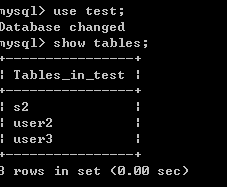 mysql> use test;
Database changed
mysql> show tables;
+----------------+
¦ Tables_in_test ¦
+----------------+
¦ s2             ¦
¦ user2          ¦
¦ user3          ¦
+----------------+
3 rows in set (0.00 sec)